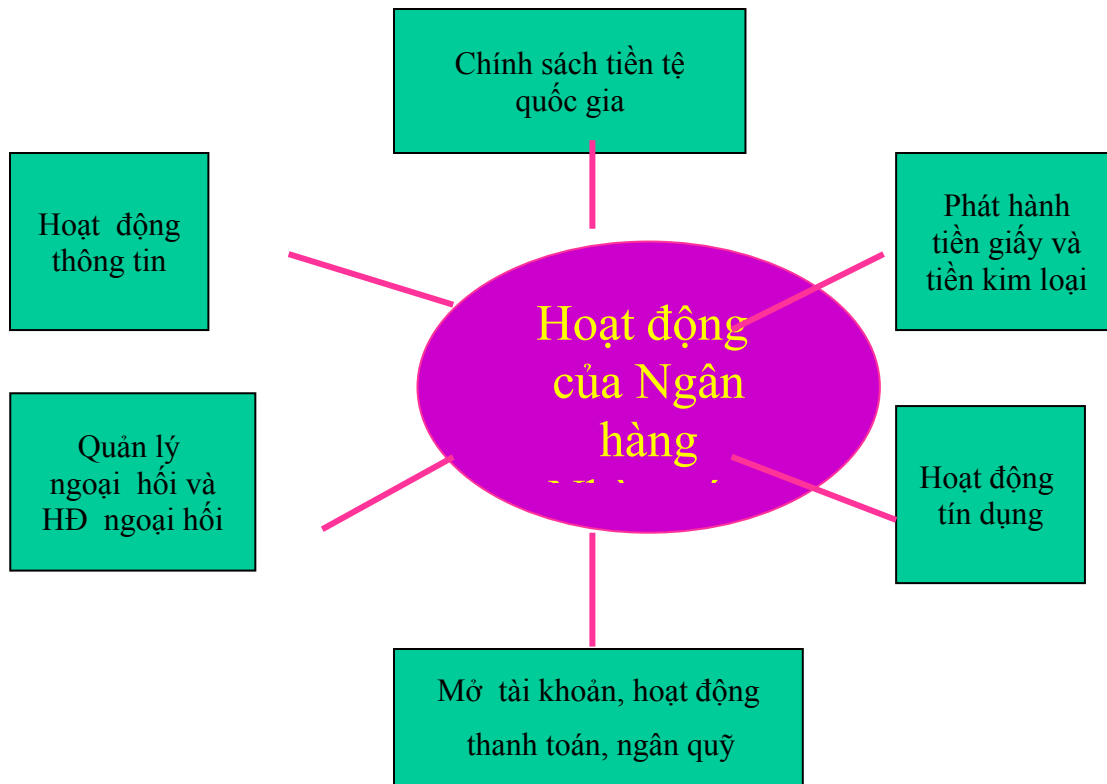 Chính sách tiền tệ
quốc gia
Hoạt động
thông tin
Phát hành
tiền giấy và
tiền kim loại
Hoạt động
của Ngân
hàng
Quản lý
ngoại hối và
HĐ ngoại hối
Hoạt động
tín dụng
Mở tài khoản, hoạt động
thanh toán, ngân quỹ